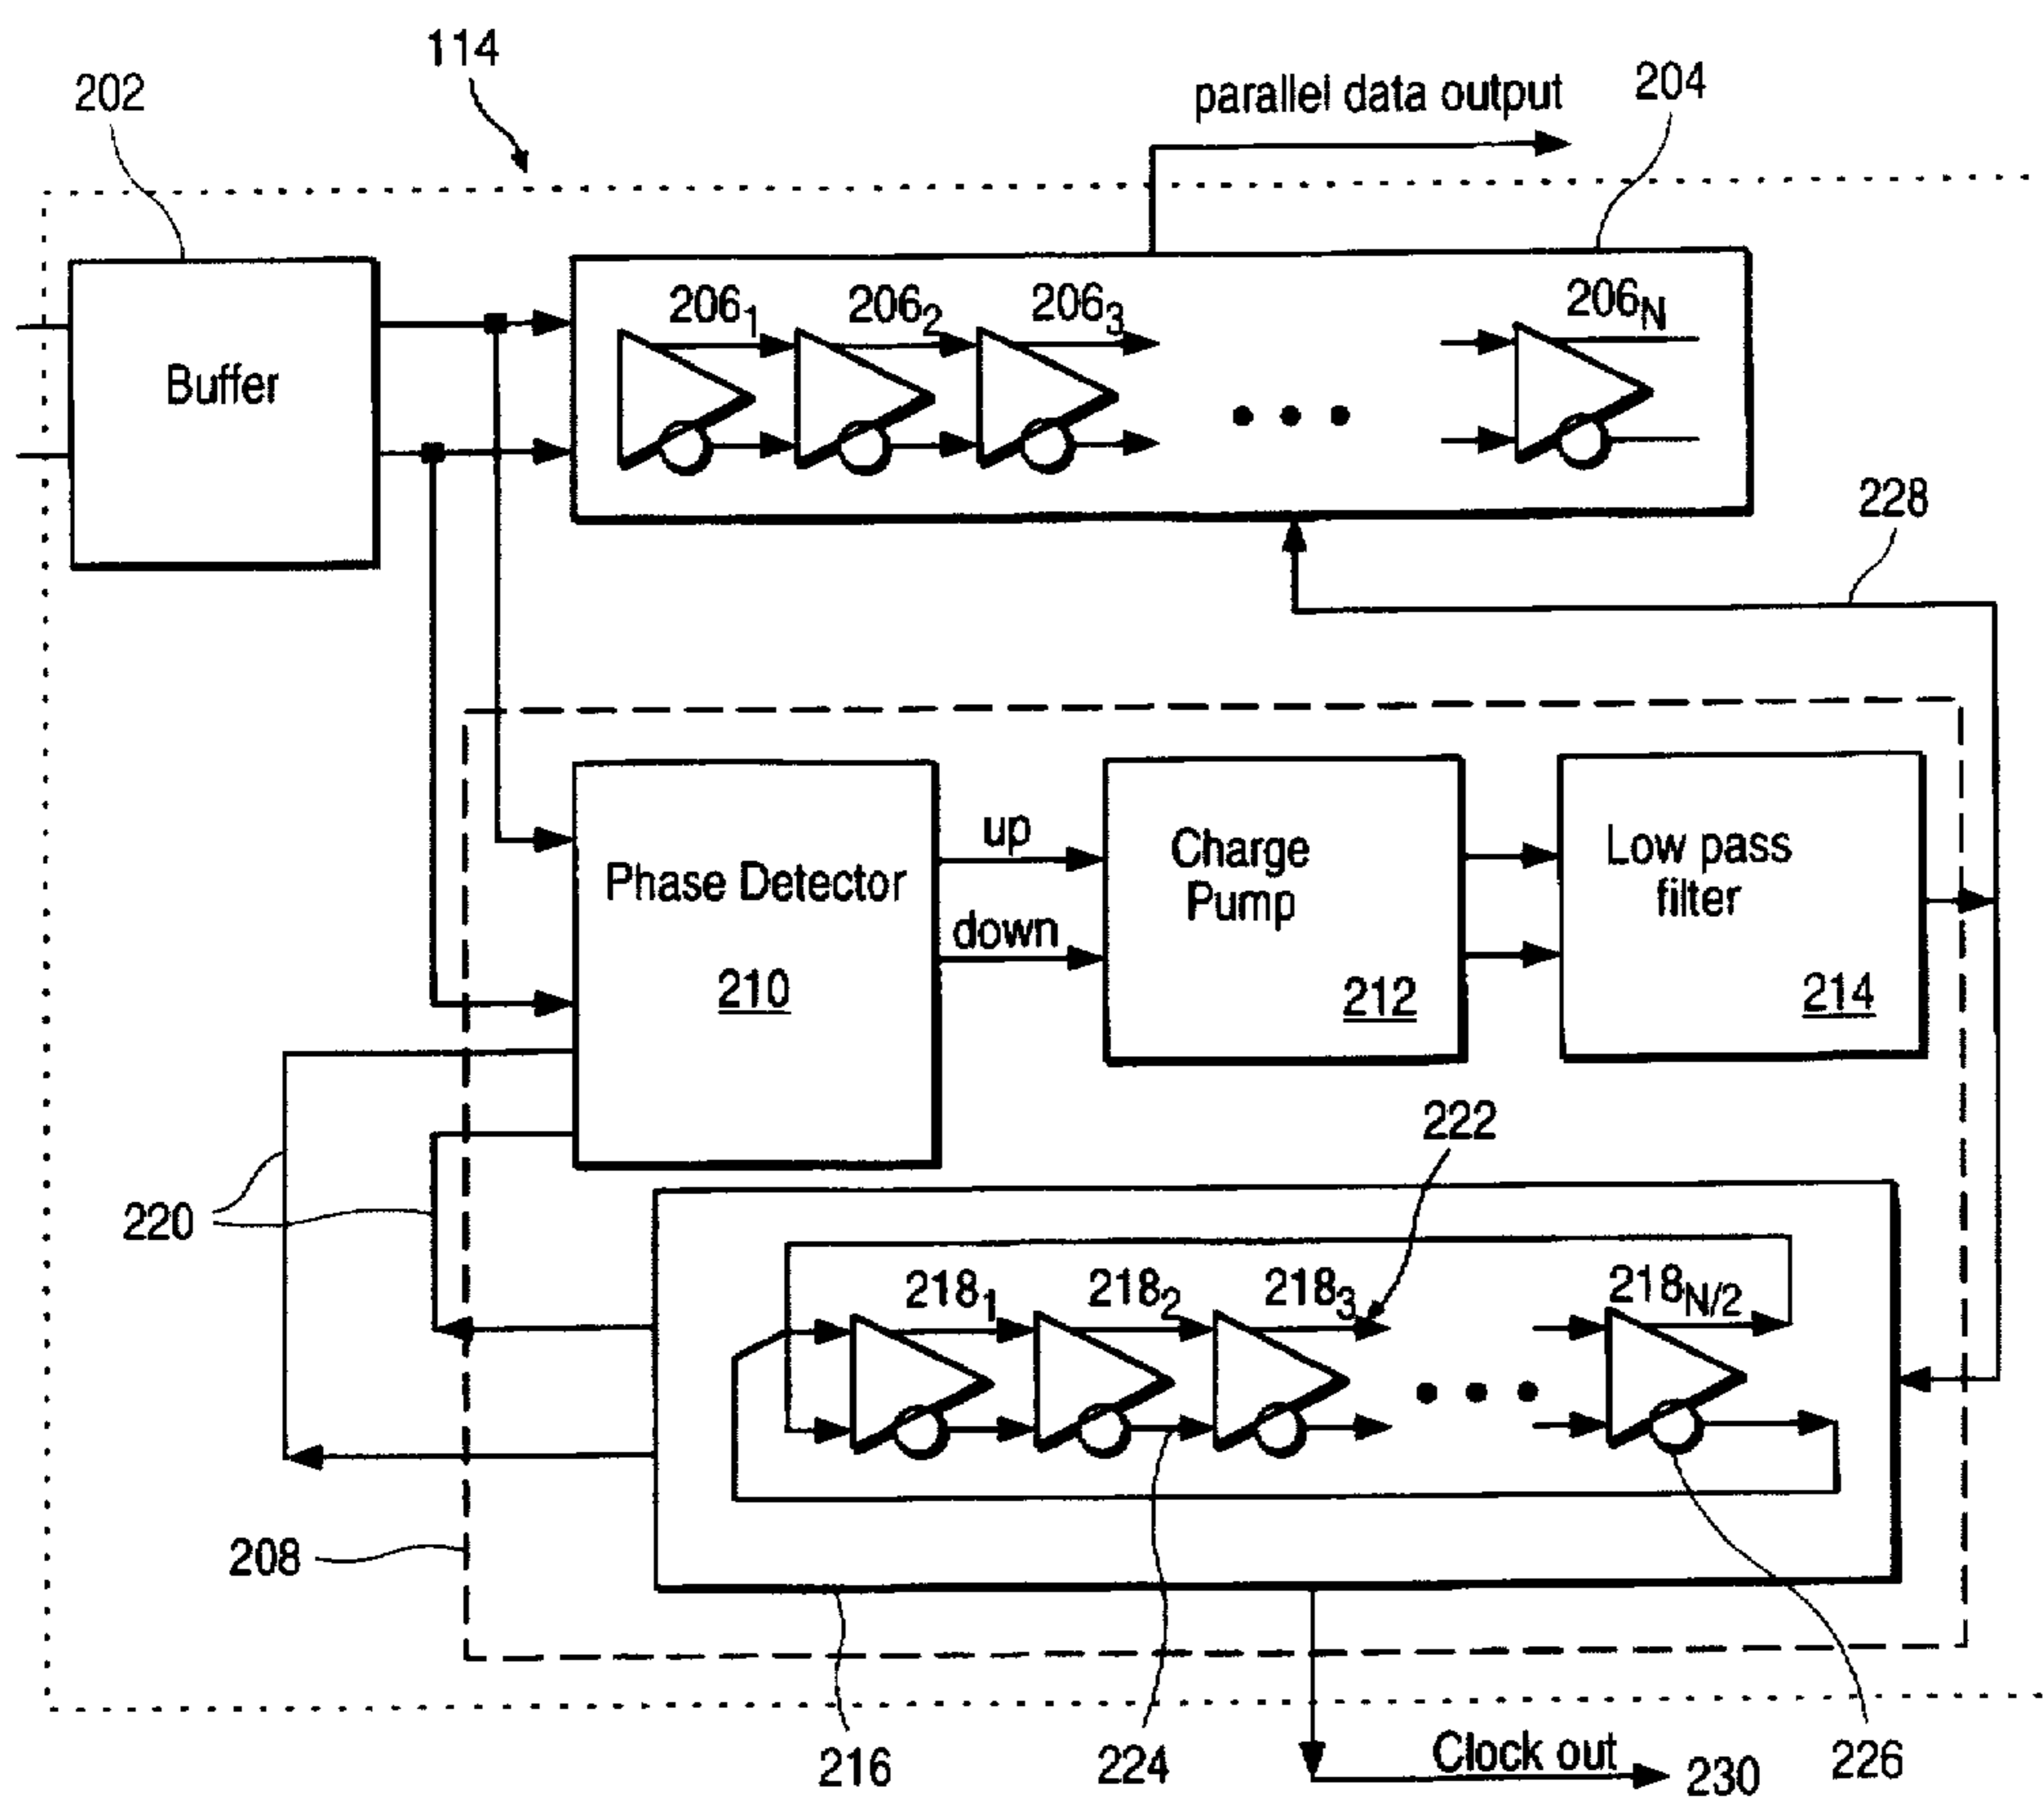 114
202
parallel data output
204
206₁ 206₂ 206₃ 206N
Buffer
228
Phase Detector
210
up
down
Charge
Pump
212
Low pass
filter
214
222
220
218₁ 218₂ 218₃ 218N/2
208
216
224
Clock out
230
226